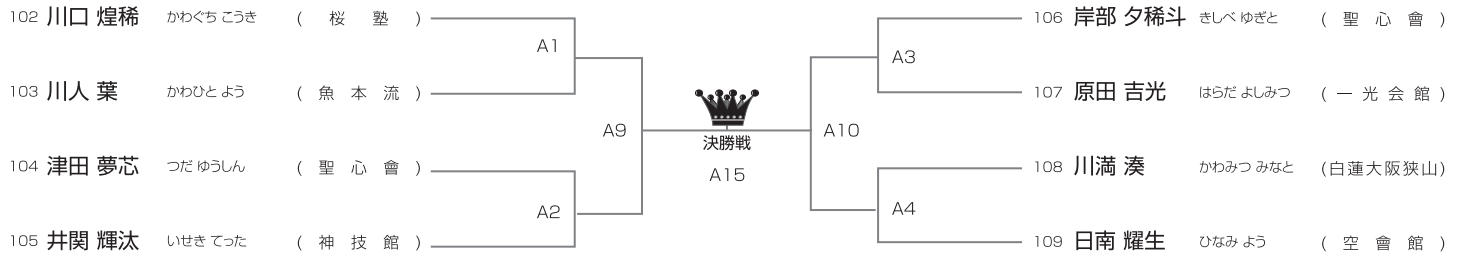 102 川口 煌稀 かわぐち こうき ( 桜 塾 )
A1
103 川人 葉 かわひと よう ( 魚 本 流 )
A9
104 津田 夢芯 つだ ゆうしん ( 聖 心 會 )
A2
105 井関 輝汰 いせき てった ( 神 技 館 )
決勝戦
A15
106 岸部 夕稀斗 きしべ ゆぎと ( 聖 心 會 )
A3
107 原田 吉光 はらだ よしみつ ( 一 光 会 館 )
A10
108 川満 湊 かわみつ みなと (白蓮大阪狭山)
A4
109 日南 耀生 ひなみ よう ( 空 會 館 )